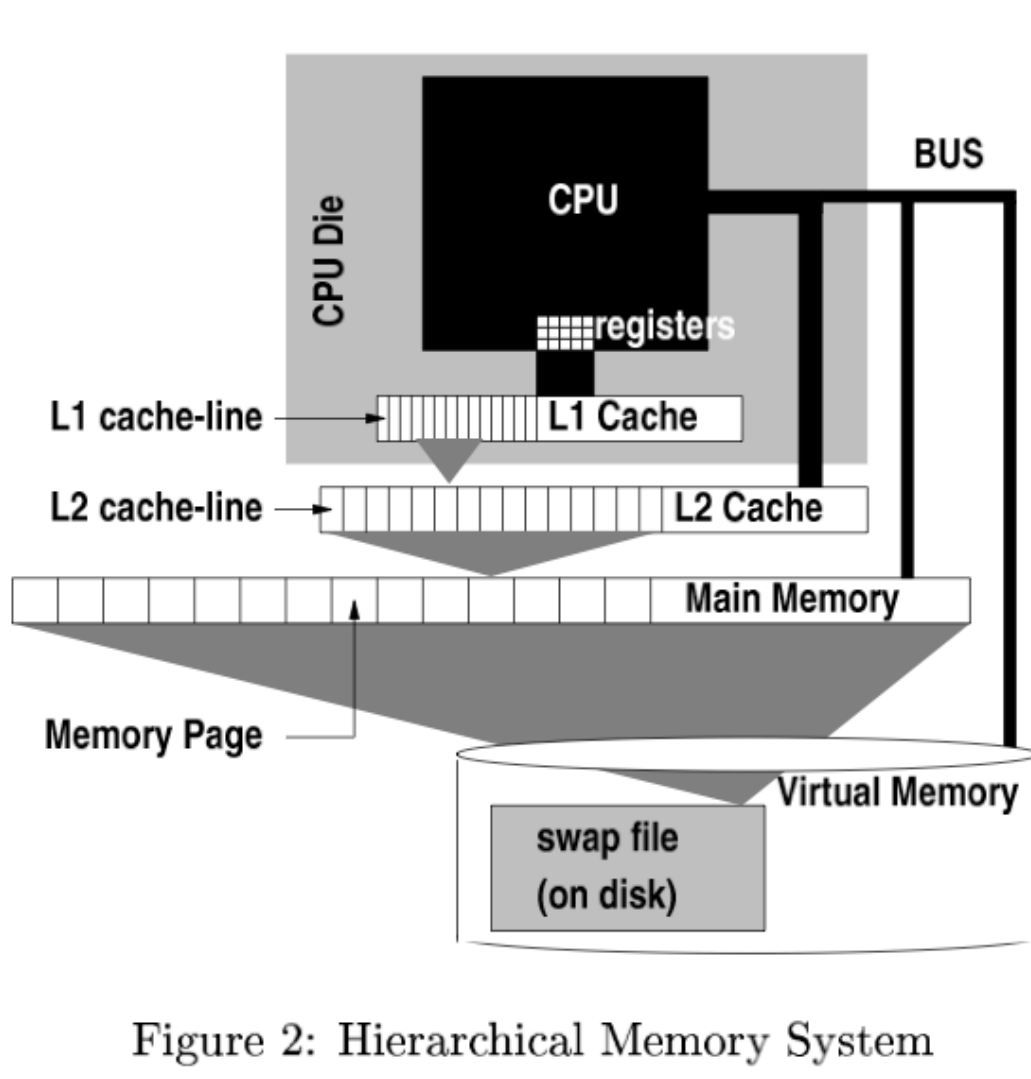 BUS
CPU
CPU Die
registers
L1 cache-line
L1 Cache
L2 cache-line
L2 Cache
Main Memory
Memory Page
Virtual Memory
swap file
(on disk)
Figure 2: Hierarchical Memory System